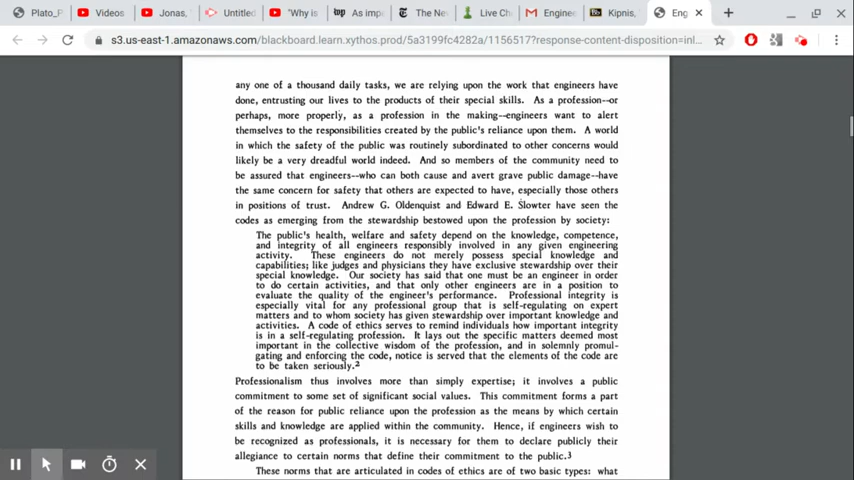 Plato_P
Videos
Jonas,
Untitled
"Why is
As imp
The Ne
Live Ch
Engine
Kipnis,
Eng
s3.us-east-1.amazonaws.com/blackboard.learn.xythos.prod/5a3199fc4282a/1156517?response-content-disposition=inl...
any one of a thousand daily tasks, we are relying upon the work that engineers have
done, entrusting our lives to the products of their special skills. As a profession--or
perhaps, more properly, as a profession in the making--engineers want to alert
themselves to the responsibilities created by the public's reliance upon them. A world
in which the safety of the public was routinely subordinated to other concerns would
likely be a very dreadful world indeed. And so members of the community need to
be assured that engineers--who can both cause and avert grave public damage--have
the same concern for safety that others are expected to have, especially those others
in positions of trust. Andrew G. Oldenquist and Edward E. Slowter have seen the
codes as emerging from the stewardship bestowed upon the profession by society:
The public's health, welfare and safety depend on the knowledge, competence,
and integrity of all engineers responsibly involved in any given engineering
activity. These engineers do not merely possess special knowledge and
capabilities; like judges and physicians they have exclusive stewardship over their
special knowledge. Our society has said that one must be an engineer in order
to do certain activities, and that only other engineers are in a position to
evaluate the quality of the engineer's performance. Professional integrity is
especially vital for any professional group that is self-regulating on expert
matters and to whom society has given stewardship over important knowledge and
activities. A code of ethics serves to remind individuals how important integrity
is in a self-regulating profession. It lays out the specific matters deemed most
important in the collective wisdom of the profession, and in solemnly promul-
gating and enforcing the code, notice is served that the elements of the code are
to be taken seriously.2
Professionalism thus involves more than simply expertise; it involves a public
commitment to some set of significant social values. This commitment forms a part
of the reason for public reliance upon the profession as the means by which certain
skills and knowledge are applied within the community. Hence, if engineers wish to
be recognized as professionals, it is necessary for them to declare publicly their
allegiance to certain norms that define their commitment to the public.3
These norms that are articulated in codes of ethics are of two basic types: what